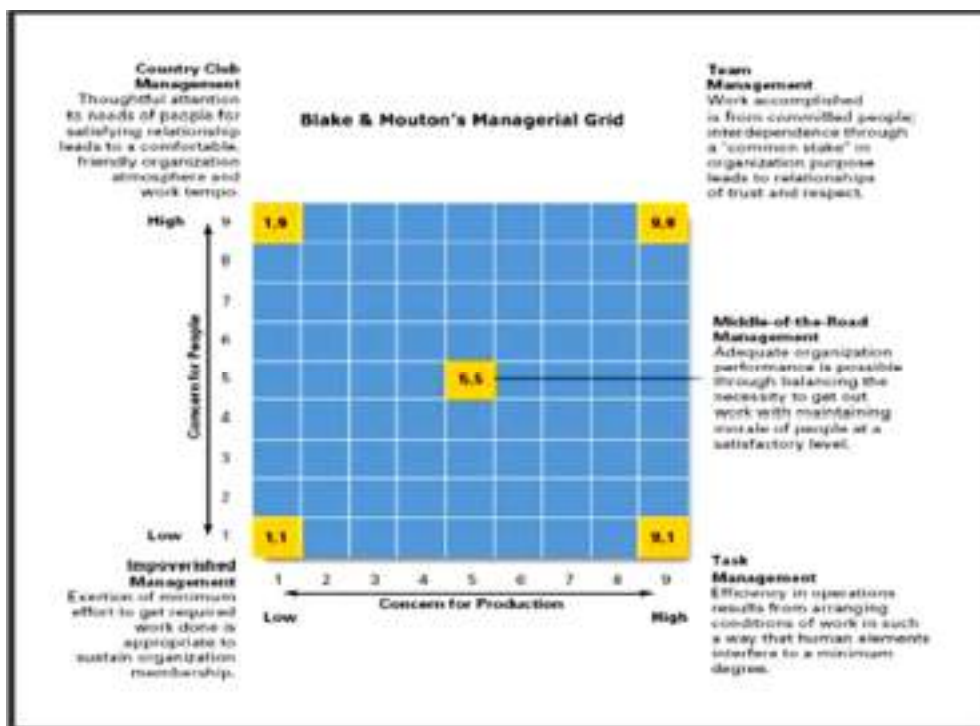 Country Club
Management
Thoughtful attention
to needs of people for
satisfying relationship
leads to a comfortable,
friendly organization
atmosphere and
work tempo.
Blake & Mouton's Managerial Grid
Team
Management
Work accomplished
is from committed people;
interdependence through
a "common stake" in
organization purpose
leads to relationships
of trust and respect.
High
9
1,9
9,9
8
7
6
Concern for People
5
5,5
Middle-of-the-Road
Management
Adequate organization
performance is possible
through balancing the
necessity to get out
work with maintaining
morale of people at a
satisfactory level.
4
3
2
Low
1
1,1
9,1
Impoverished
Management
Exertion of minimum
effort to get required
work done is
appropriate to
sustain organization
membership.
1 2 3 4 5 6 7 8 9
Low
Concern for Production
High
Task
Management
Efficiency in operations
results from arranging
conditions of work in such
a way that human elements
interfere to a minimum
degree.